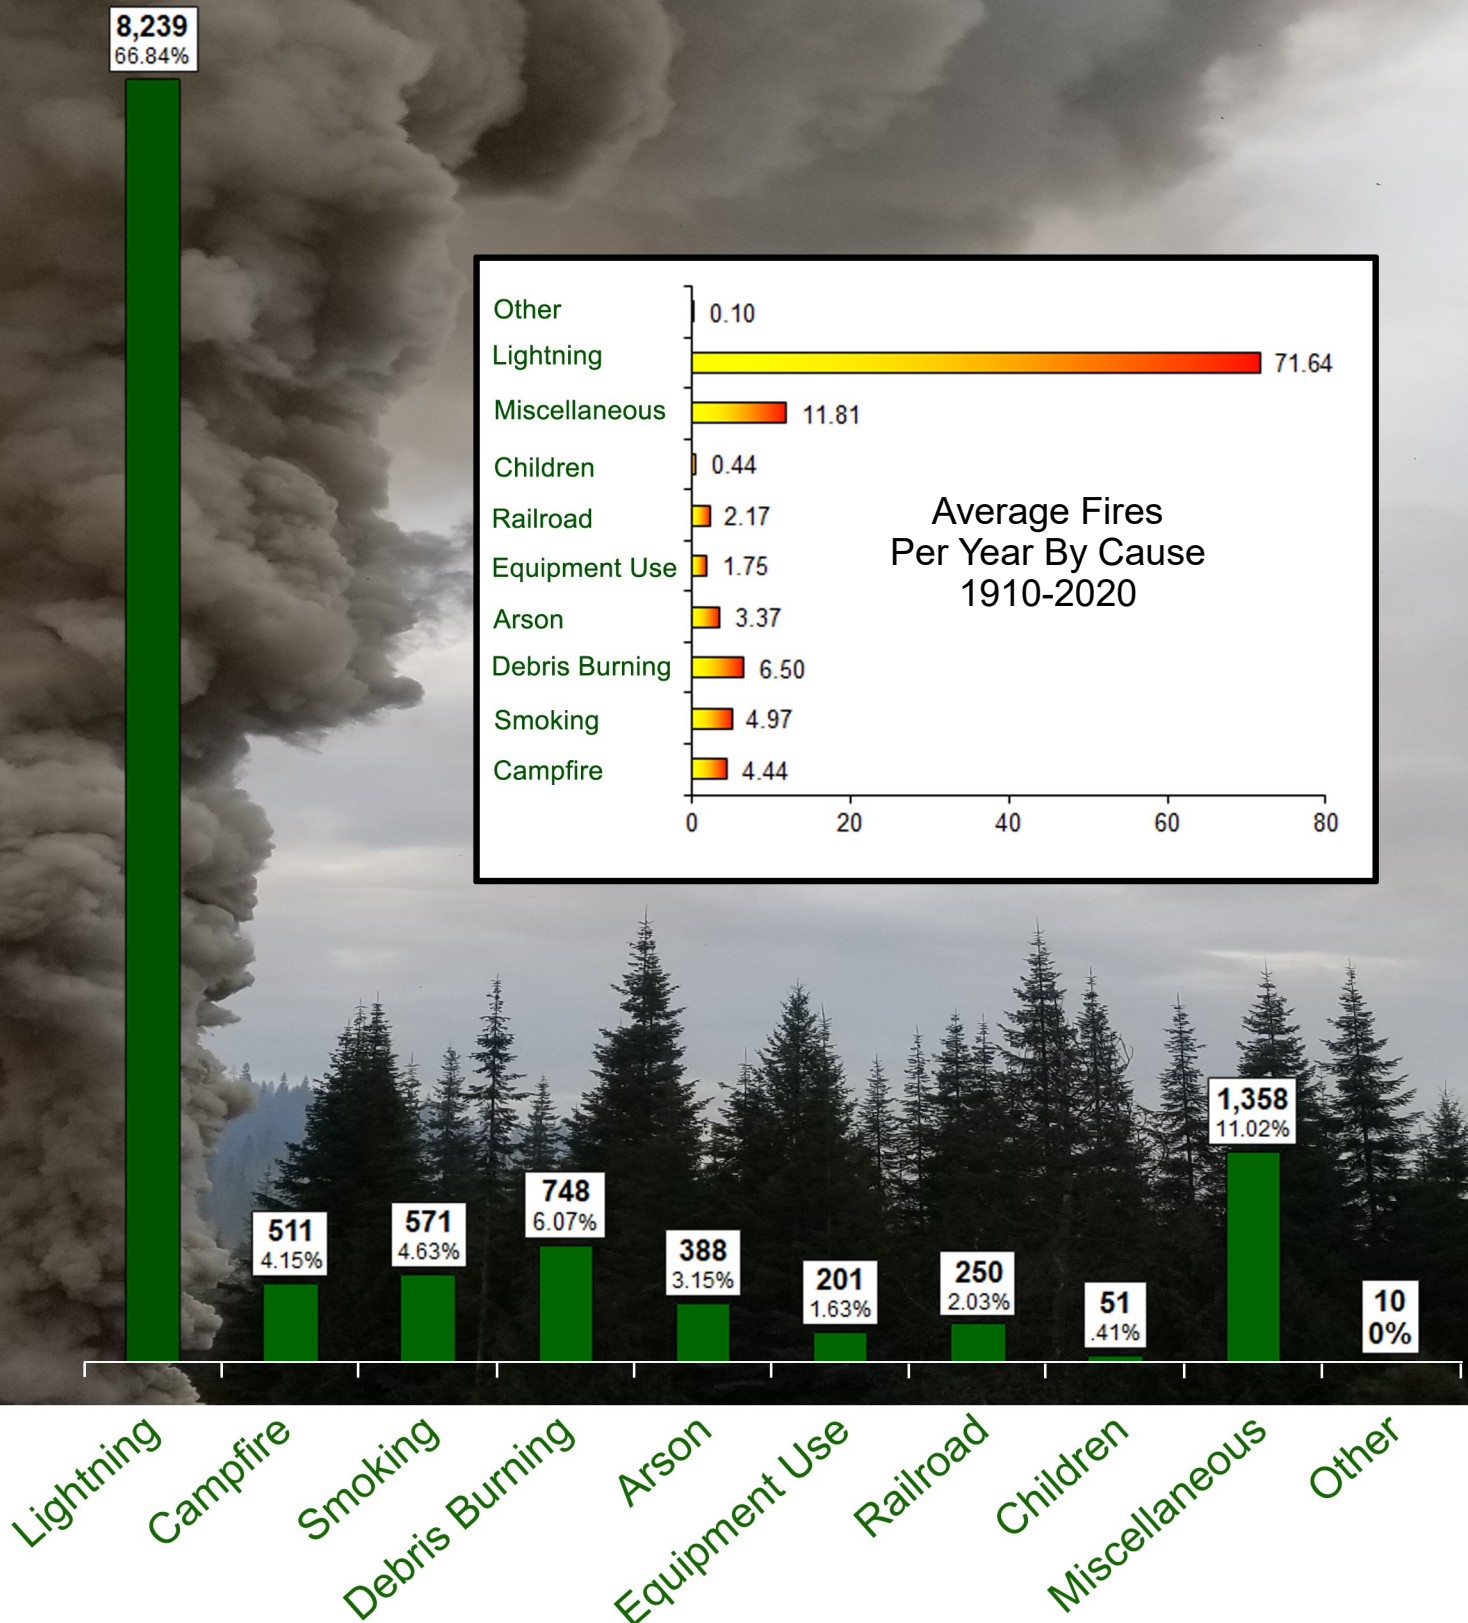 8,239
66.84%
Other
0.10
Lightning
71.64
Miscellaneous
11.81
Children
0.44
Railroad
2.17
Equipment Use
1.75
Arson
3.37
Debris Burning
6.50
Smoking
4.97
Campfire
4.44
Average Fires
Per Year By Cause
1910-2020
0 20 40 60 80
511
4.15%
571
4.63%
748
6.07%
388
3.15%
201
1.63%
250
2.03%
51
.41%
1,358
11.02%
10
0%
Lightning
Campfire
Smoking
Debris Burning
Arson
Equipment Use
Railroad
Children
Miscellaneous
Other